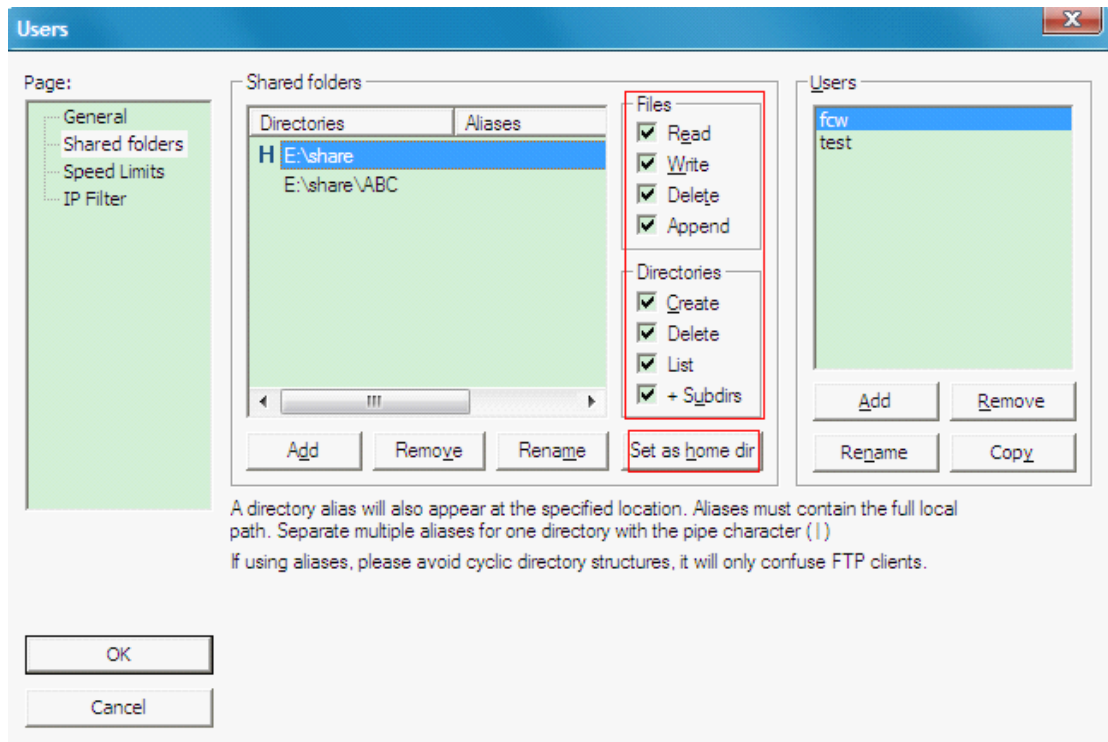 Users
Page:
General
Shared folders
Speed Limits
IP Filter
Shared folders
Directories Aliases
H E:\share
E:\share\ABC
Files
Read
Write
Delete
Append
Directories
Create
Delete
List
+ Subdirs
Add Remove Rename Set as home dir
Users
fcw
test
Add Remove
Rename Copy
A directory alias will also appear at the specified location. Aliases must contain the full local
path. Separate multiple aliases for one directory with the pipe character ( | )
If using aliases, please avoid cyclic directory structures, it will only confuse FTP clients.
OK
Cancel